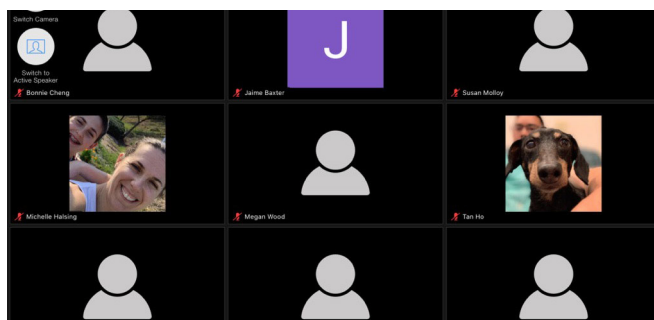 Switch Camera
J
Switch to
Active Speaker
Bonnie Cheng
Jaime Baxter
Susan Molloy
Michelle Halsing
Megan Wood
Tan Ho